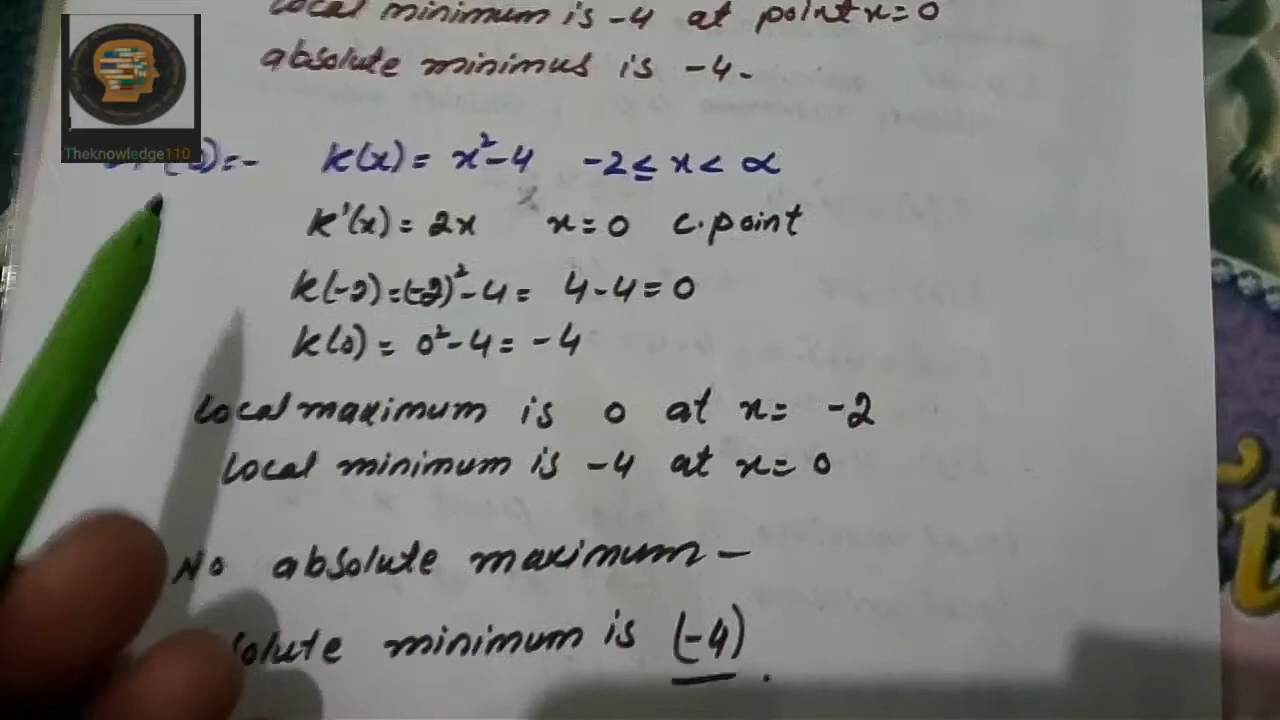 Local minimum is -4 at point x=0
absolute minimus is -4.
Theknowledge110
k(x) = x²-4 -2 ≤ x < α
k'(x) = 2x x=0 c.point
k(-2)=(-2)²-4= 4-4=0
k(0) = 0²-4 = -4
Local maximum is 0 at x= -2
Local minimum is -4 at x=0
No absolute maximum -
minimum is (-4).